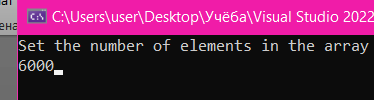 C:\Users\user\Desktop\Учёба\Visual Studio 2022
Set the number of elements in the array
6000